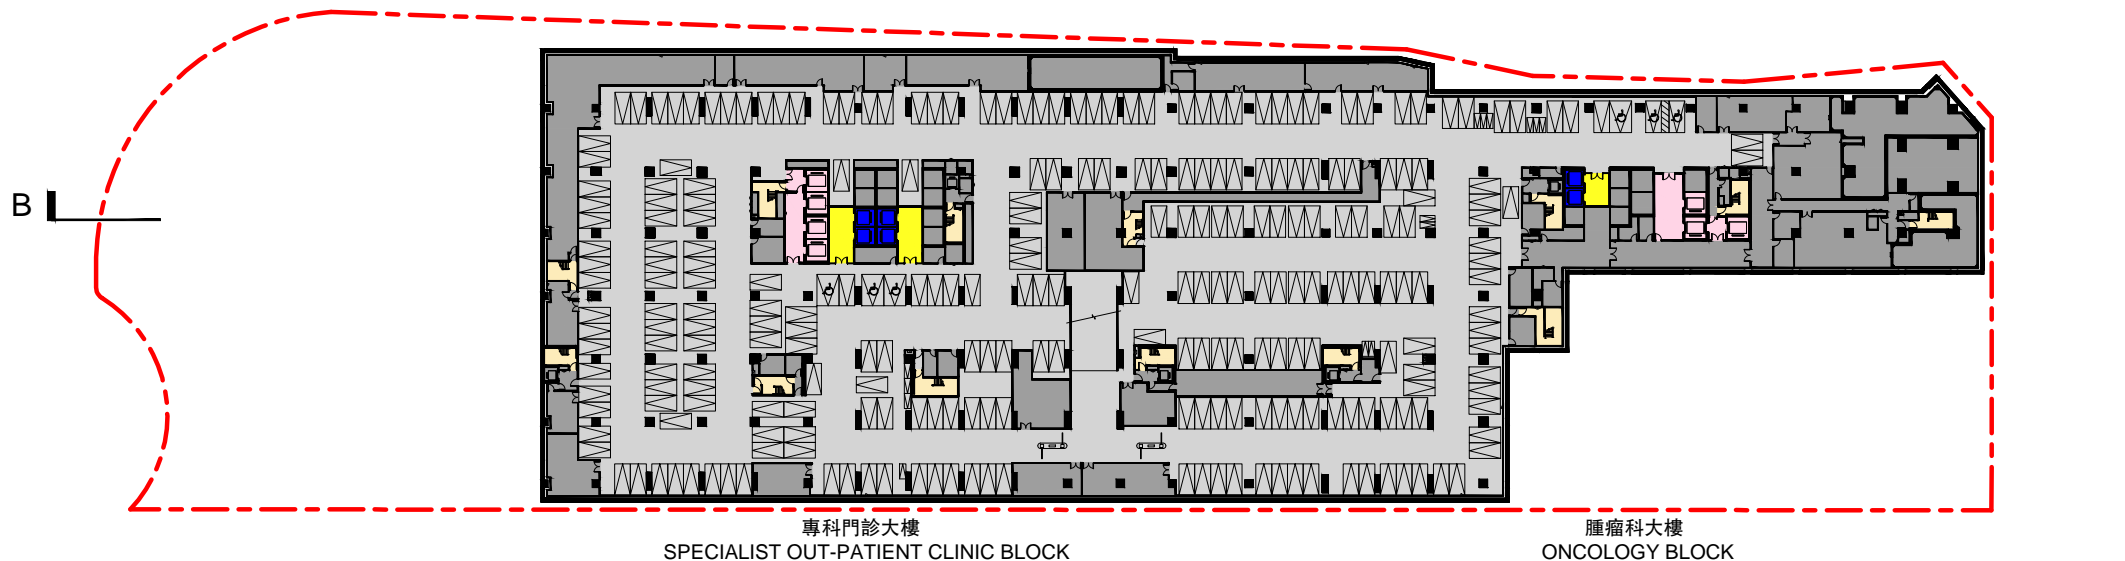 B
專科門診大樓
SPECIALIST OUT-PATIENT CLINIC BLOCK
腫瘤科大樓
ONCOLOGY BLOCK